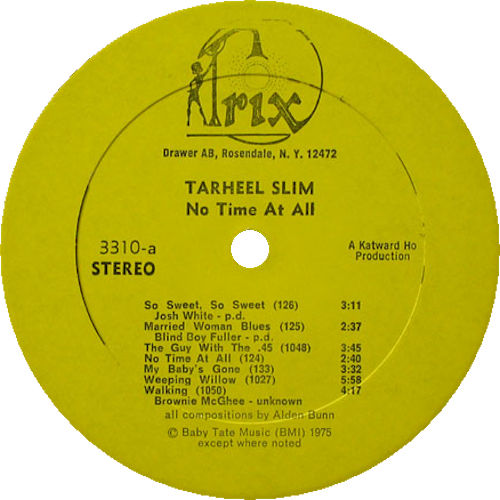 Trix
Drawer AB, Rosendale, N. Y. 12472
TARHEEL SLIM
No Time At All
3310-a
STEREO
A Katward Ho
Production
So Sweet, So Sweet (126) 3:11
Josh White - p.d.
Married Woman Blues (125) 2:37
Blind Boy Fuller - p.d.
The Guy With The .45 (1048) 3:45
No Time At All (124) 2:40
My Baby's Gone (133) 3:32
Weeping Willow (1027) 5:58
Walking (1050) 4:17
Brownie McGhee - unknown
all compositions by Alden Bunn
© Baby Tate Music (BMI) 1975
except where noted